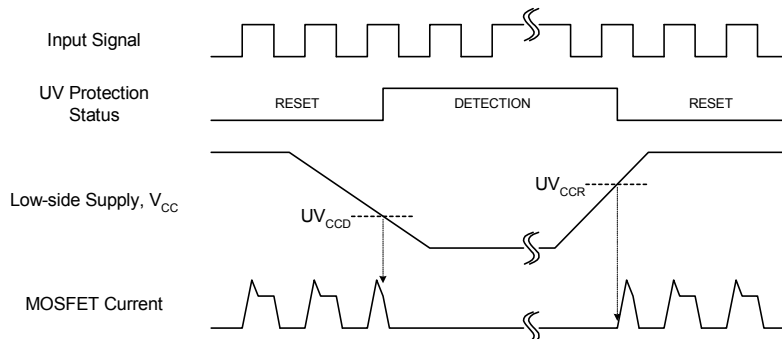 Input Signal
UV Protection
Status
RESET
DETECTION
RESET
Low-side Supply, VCC
UVCCD
UVCCR
MOSFET Current